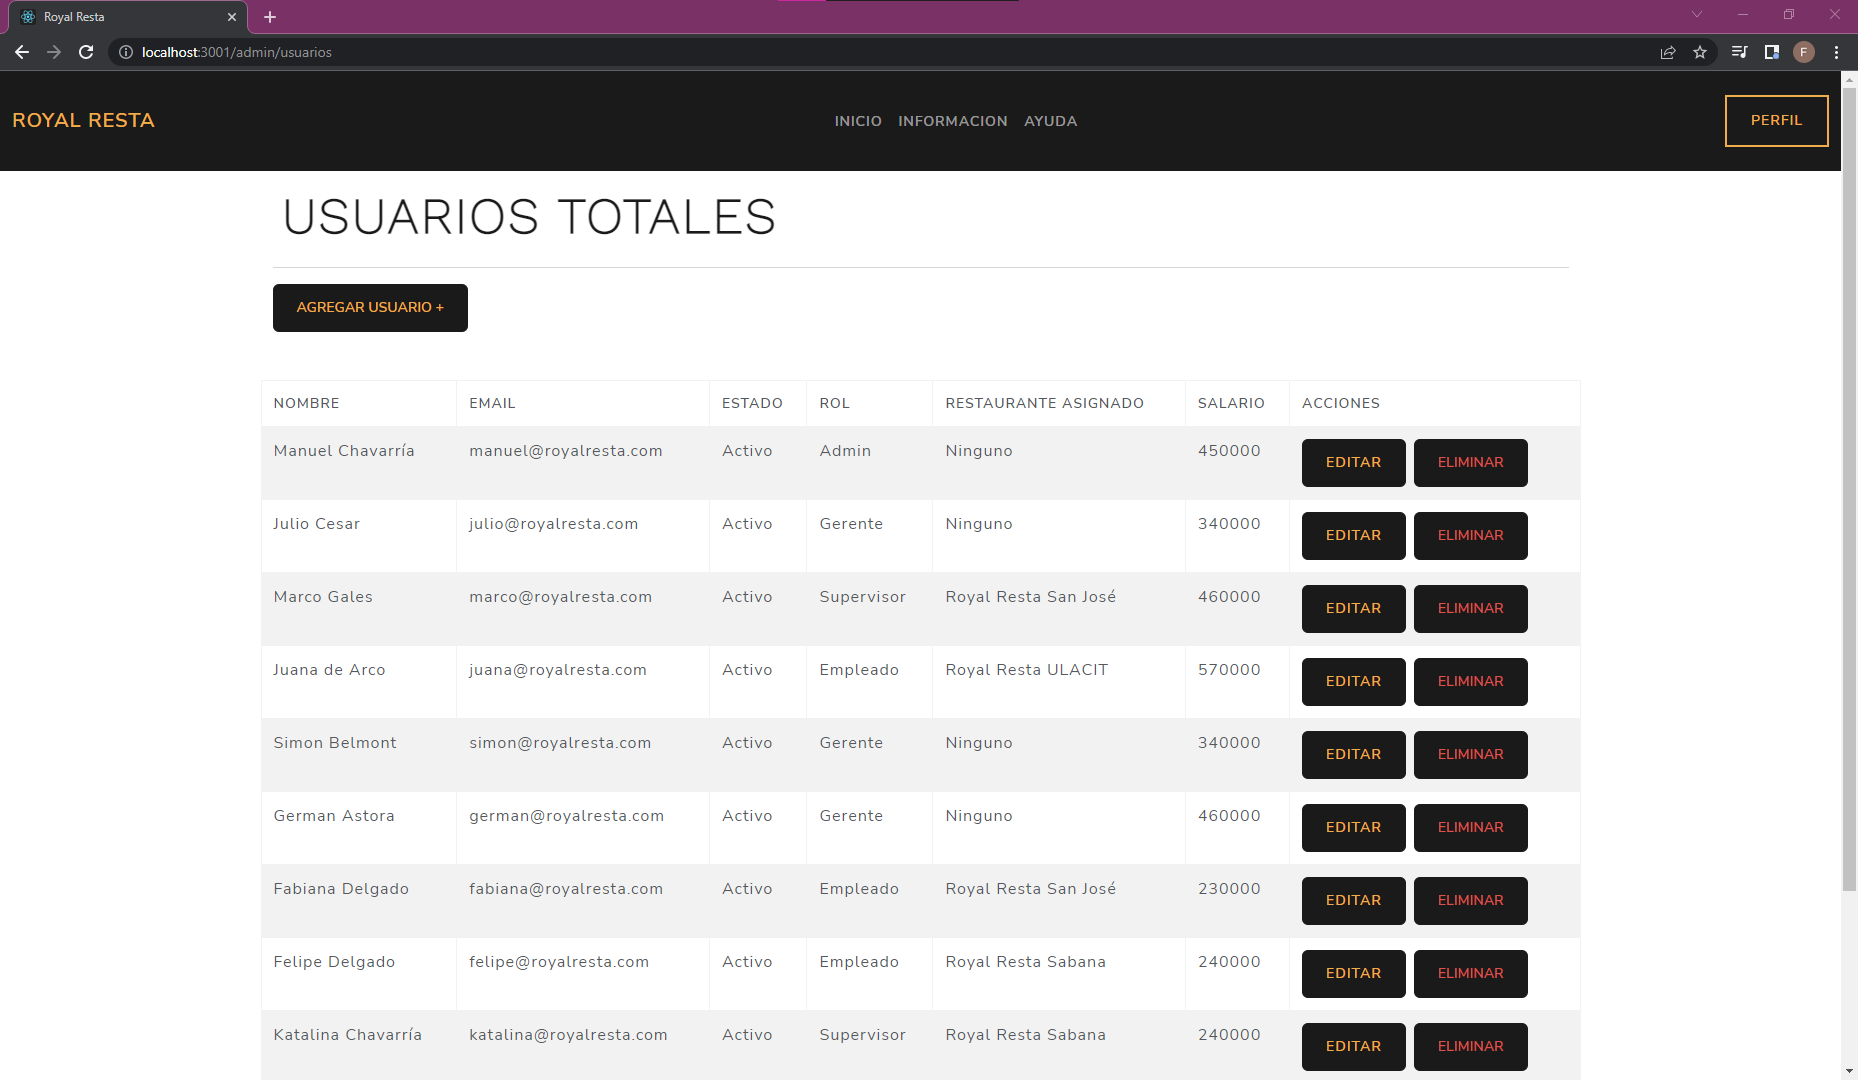 Royal Resta
localhost:3001/admin/usuarios
F
ROYAL RESTA
INICIO INFORMACION AYUDA
PERFIL
USUARIOS TOTALES
AGREGAR USUARIO +
NOMBRE EMAIL ESTADO ROL RESTAURANTE ASIGNADO SALARIO ACCIONES
Manuel Chavarría manuel@royalresta.com Activo Admin Ninguno 450000 EDITAR ELIMINAR
Julio Cesar julio@royalresta.com Activo Gerente Ninguno 340000 EDITAR ELIMINAR
Marco Gales marco@royalresta.com Activo Supervisor Royal Resta San José 460000 EDITAR ELIMINAR
Juana de Arco juana@royalresta.com Activo Empleado Royal Resta ULACIT 570000 EDITAR ELIMINAR
Simon Belmont simon@royalresta.com Activo Gerente Ninguno 340000 EDITAR ELIMINAR
German Astora german@royalresta.com Activo Gerente Ninguno 460000 EDITAR ELIMINAR
Fabiana Delgado fabiana@royalresta.com Activo Empleado Royal Resta San José 230000 EDITAR ELIMINAR
Felipe Delgado felipe@royalresta.com Activo Empleado Royal Resta Sabana 240000 EDITAR ELIMINAR
Katalina Chavarría katalina@royalresta.com Activo Supervisor Royal Resta Sabana 240000 EDITAR ELIMINAR